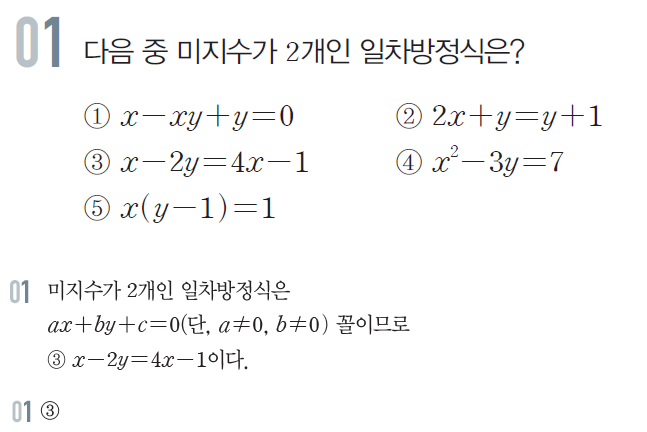 01 다음 중 미지수가 2개인 일차방정식은?
① x-xy+y=0 ② 2x+y=y+1
③ x-2y=4x-1 ④ x²-3y=7
⑤ x(y-1)=1
01 미지수가 2개인 일차방정식은
ax+by+c=0(단, a≠0, b≠0) 꼴이므로
③ x-2y=4x-1이다.
01 ③